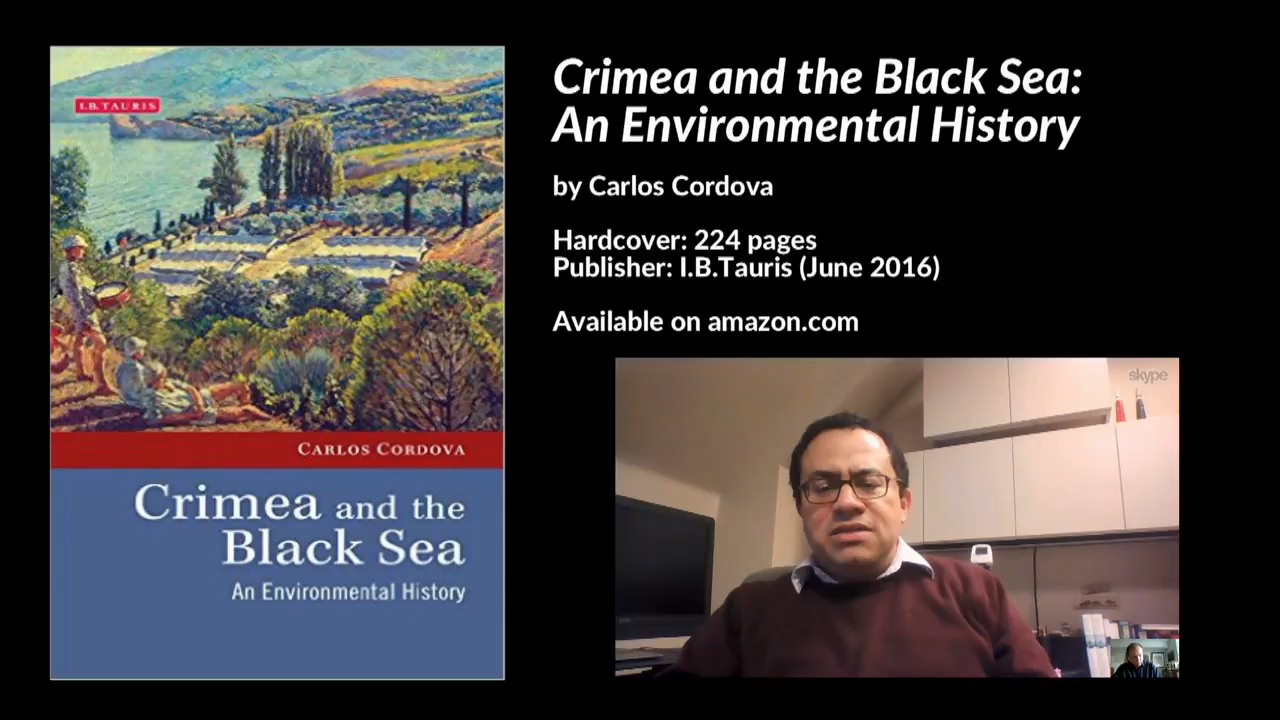 I.B.TAURIS
CARLOS CORDOVA
Crimea and the
Black Sea
An Environmental History
Crimea and the Black Sea:
An Environmental History
by Carlos Cordova
Hardcover: 224 pages
Publisher: I.B.Tauris (June 2016)
Available on amazon.com
skype